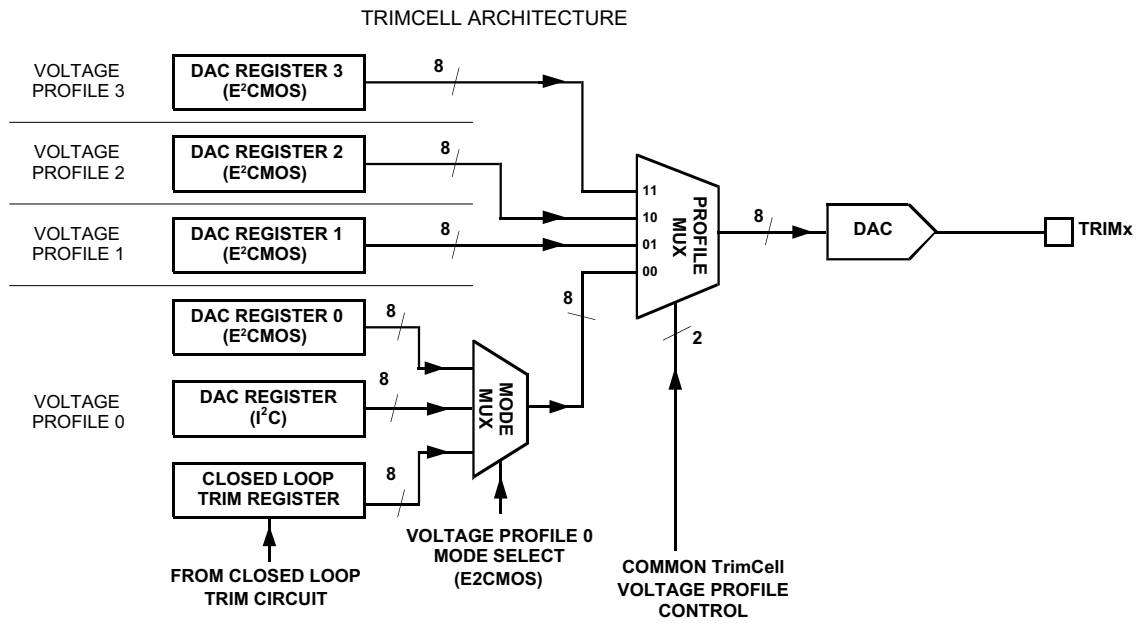 TRIMCELL ARCHITECTURE
VOLTAGE
PROFILE 3
DAC REGISTER 3
(E²CMOS)
8
VOLTAGE
PROFILE 2
DAC REGISTER 2
(E²CMOS)
8
VOLTAGE
PROFILE 1
DAC REGISTER 1
(E²CMOS)
8
11
10
01
00
PROFILE
MUX
8
DAC
TRIMx
DAC REGISTER 0
(E²CMOS)
8
8
2
VOLTAGE
PROFILE 0
DAC REGISTER
(I²C)
8
MODE
MUX
CLOSED LOOP
TRIM REGISTER
8
FROM CLOSED LOOP
TRIM CIRCUIT
VOLTAGE PROFILE 0
MODE SELECT
(E2CMOS)
COMMON TrimCell
VOLTAGE PROFILE
CONTROL